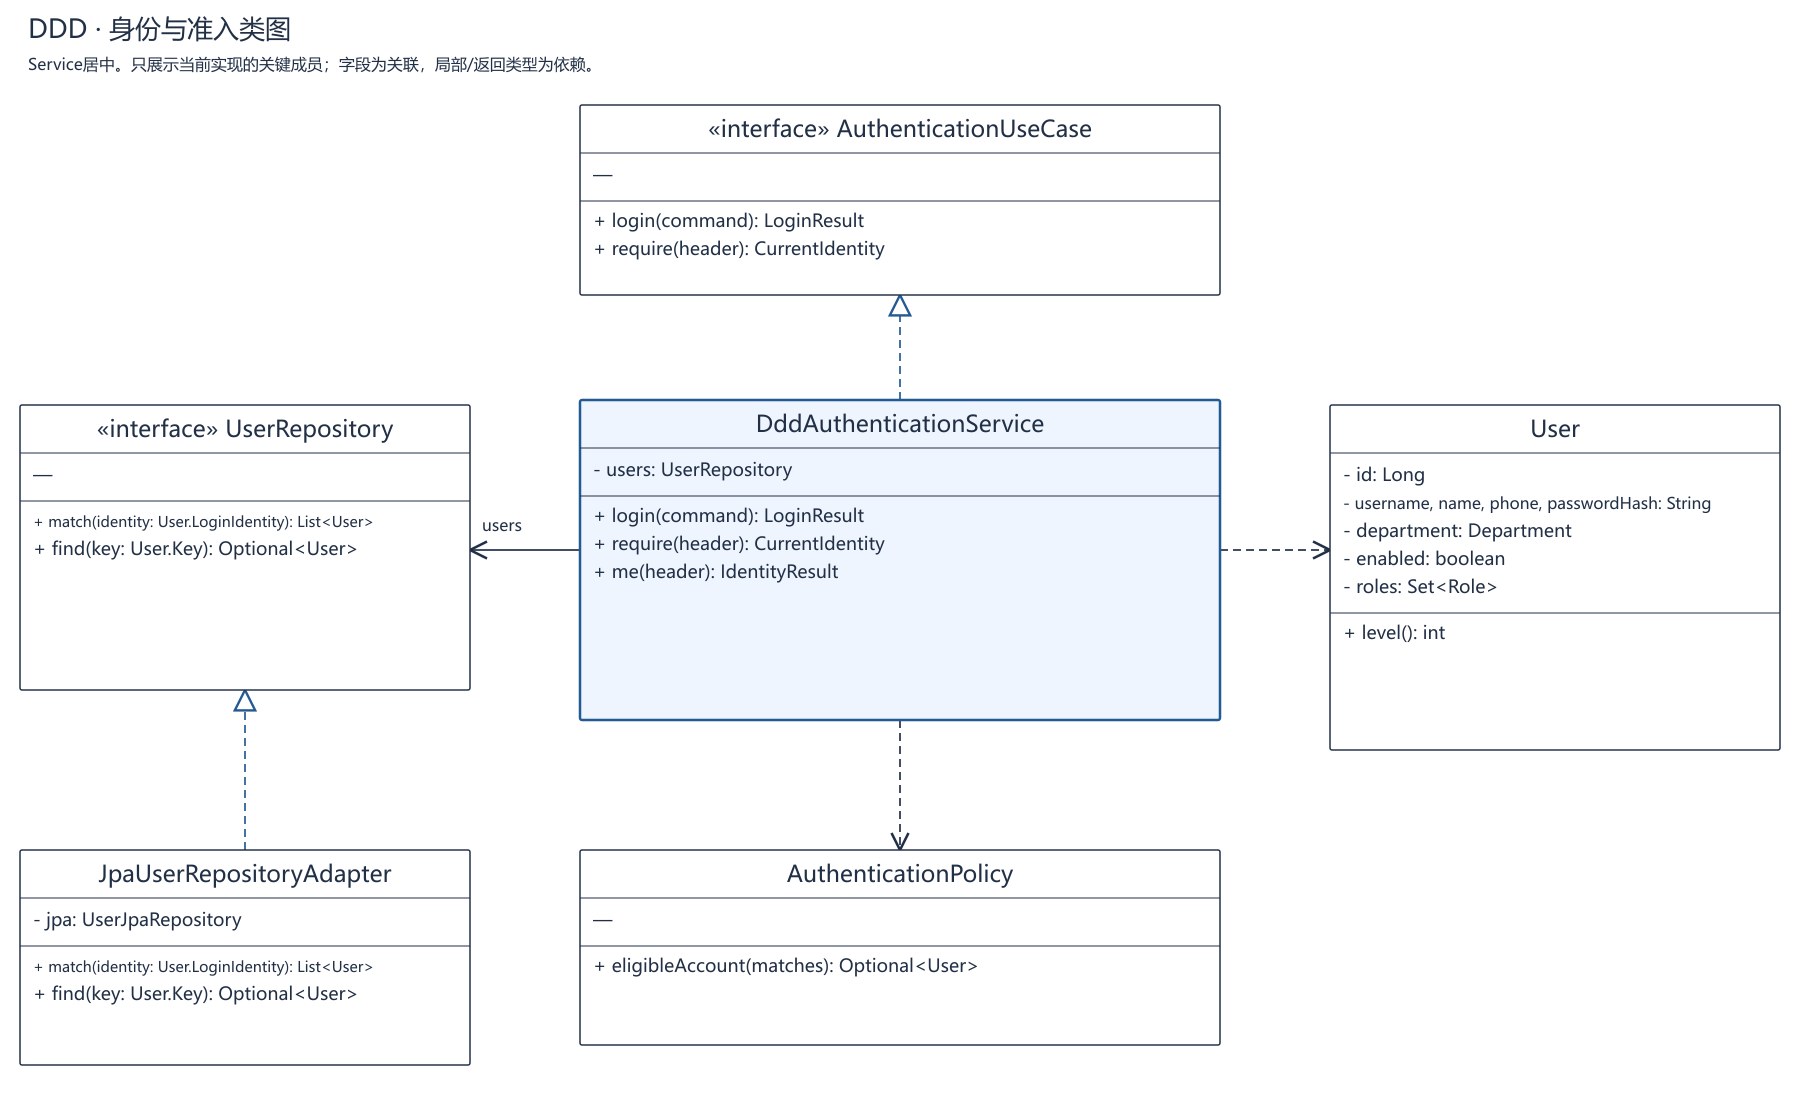 DDD · 身份与准入类图
Service居中。只展示当前实现的关键成员；字段为关联，局部/返回类型为依赖。
«interface» AuthenticationUseCase
—
+ login(command): LoginResult
+ require(header): CurrentIdentity
«interface» UserRepository
—
+ match(identity: User.LoginIdentity): List<User>
+ find(key: User.Key): Optional<User>
users
DddAuthenticationService
- users: UserRepository
+ login(command): LoginResult
+ require(header): CurrentIdentity
+ me(header): IdentityResult
User
- id: Long
- username, name, phone, passwordHash: String
- department: Department
- enabled: boolean
- roles: Set<Role>
+ level(): int
JpaUserRepositoryAdapter
- jpa: UserJpaRepository
+ match(identity: User.LoginIdentity): List<User>
+ find(key: User.Key): Optional<User>
AuthenticationPolicy
—
+ eligibleAccount(matches): Optional<User>